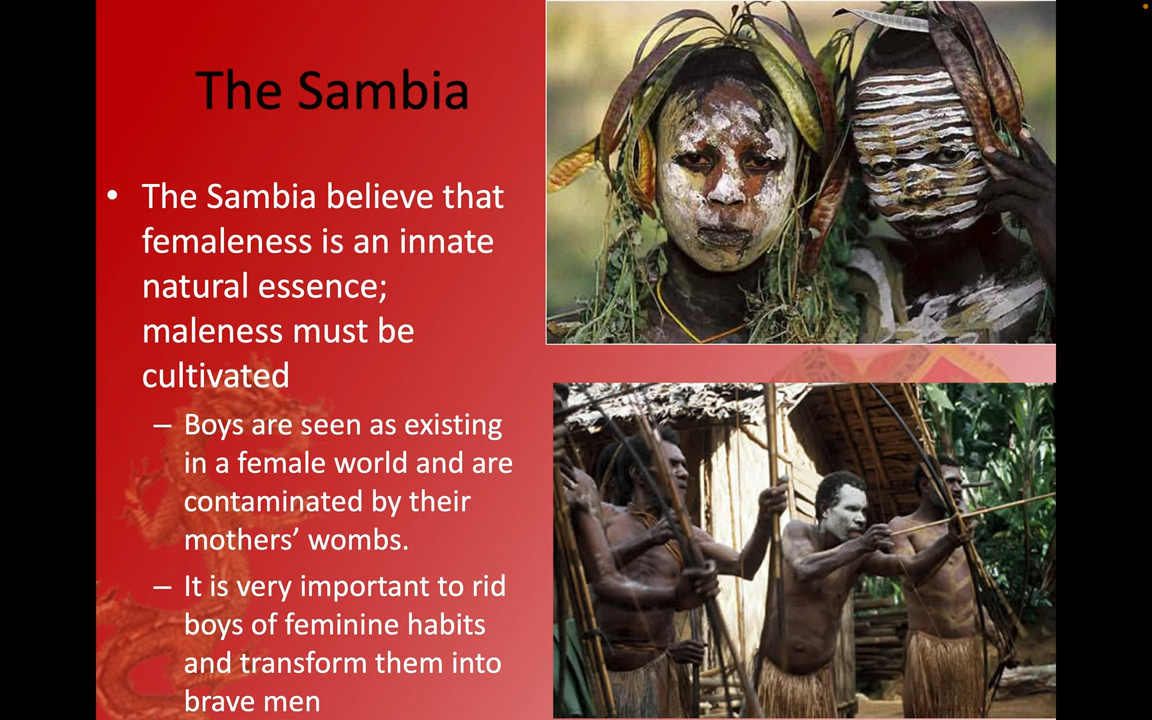 The Sambia
• The Sambia believe that
femaleness is an innate
natural essence;
maleness must be
cultivated
– Boys are seen as existing
in a female world and are
contaminated by their
mothers’ wombs.
– It is very important to rid
boys of feminine habits
and transform them into
brave men